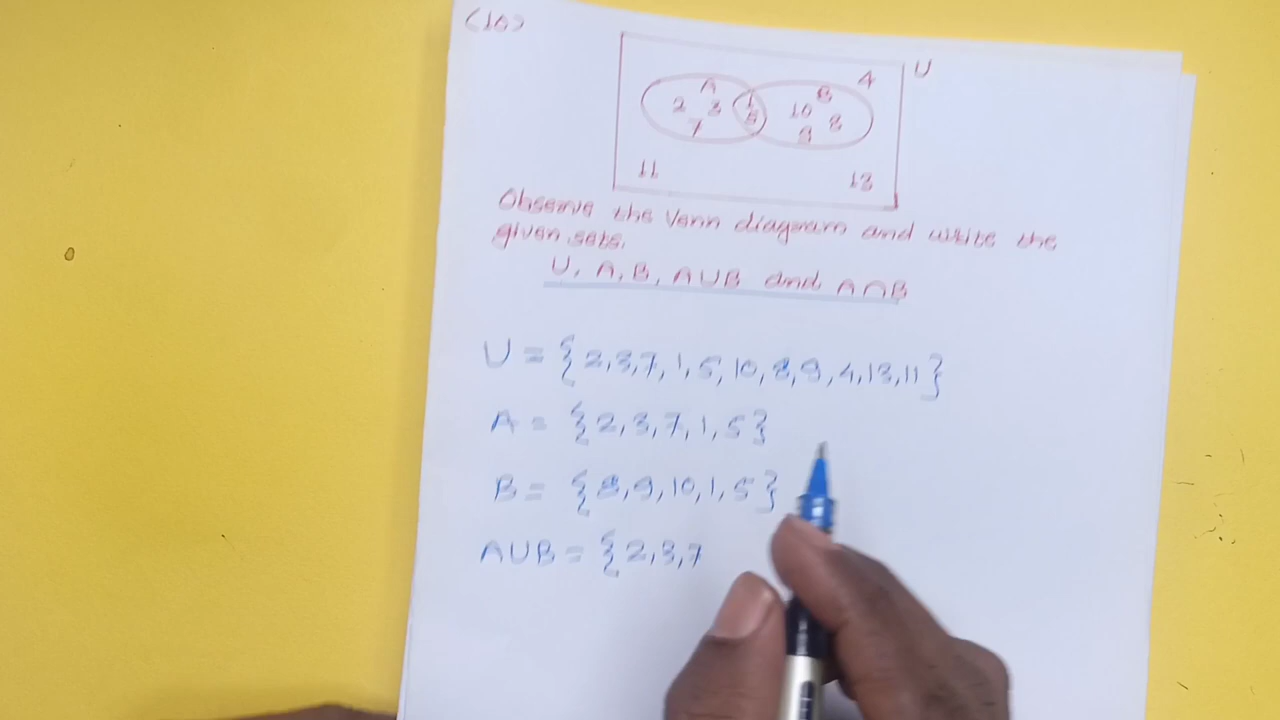 (10)
U
4
A
B
2 3
1
10
7
5
9 8
11
13
Observe the Venn diagram and write the
given sets.
U, A, B, A∪B and A∩B
U = {2,3,7,1,5,10,8,9,4,13,11}
A = {2,3,7,1,5}
B = {8,9,10,1,5}
A∪B = {2,3,7